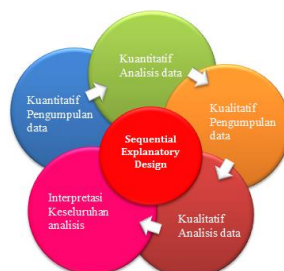 Kuantitatif
Analisis data
Kuantitatif
Pengumpulan
data
Kualitatif
Pengumpulan
data
Sequential
Explanatory
Design
Interpretasi
Keseluruhan
analisis
Kualitatif
Analisis data